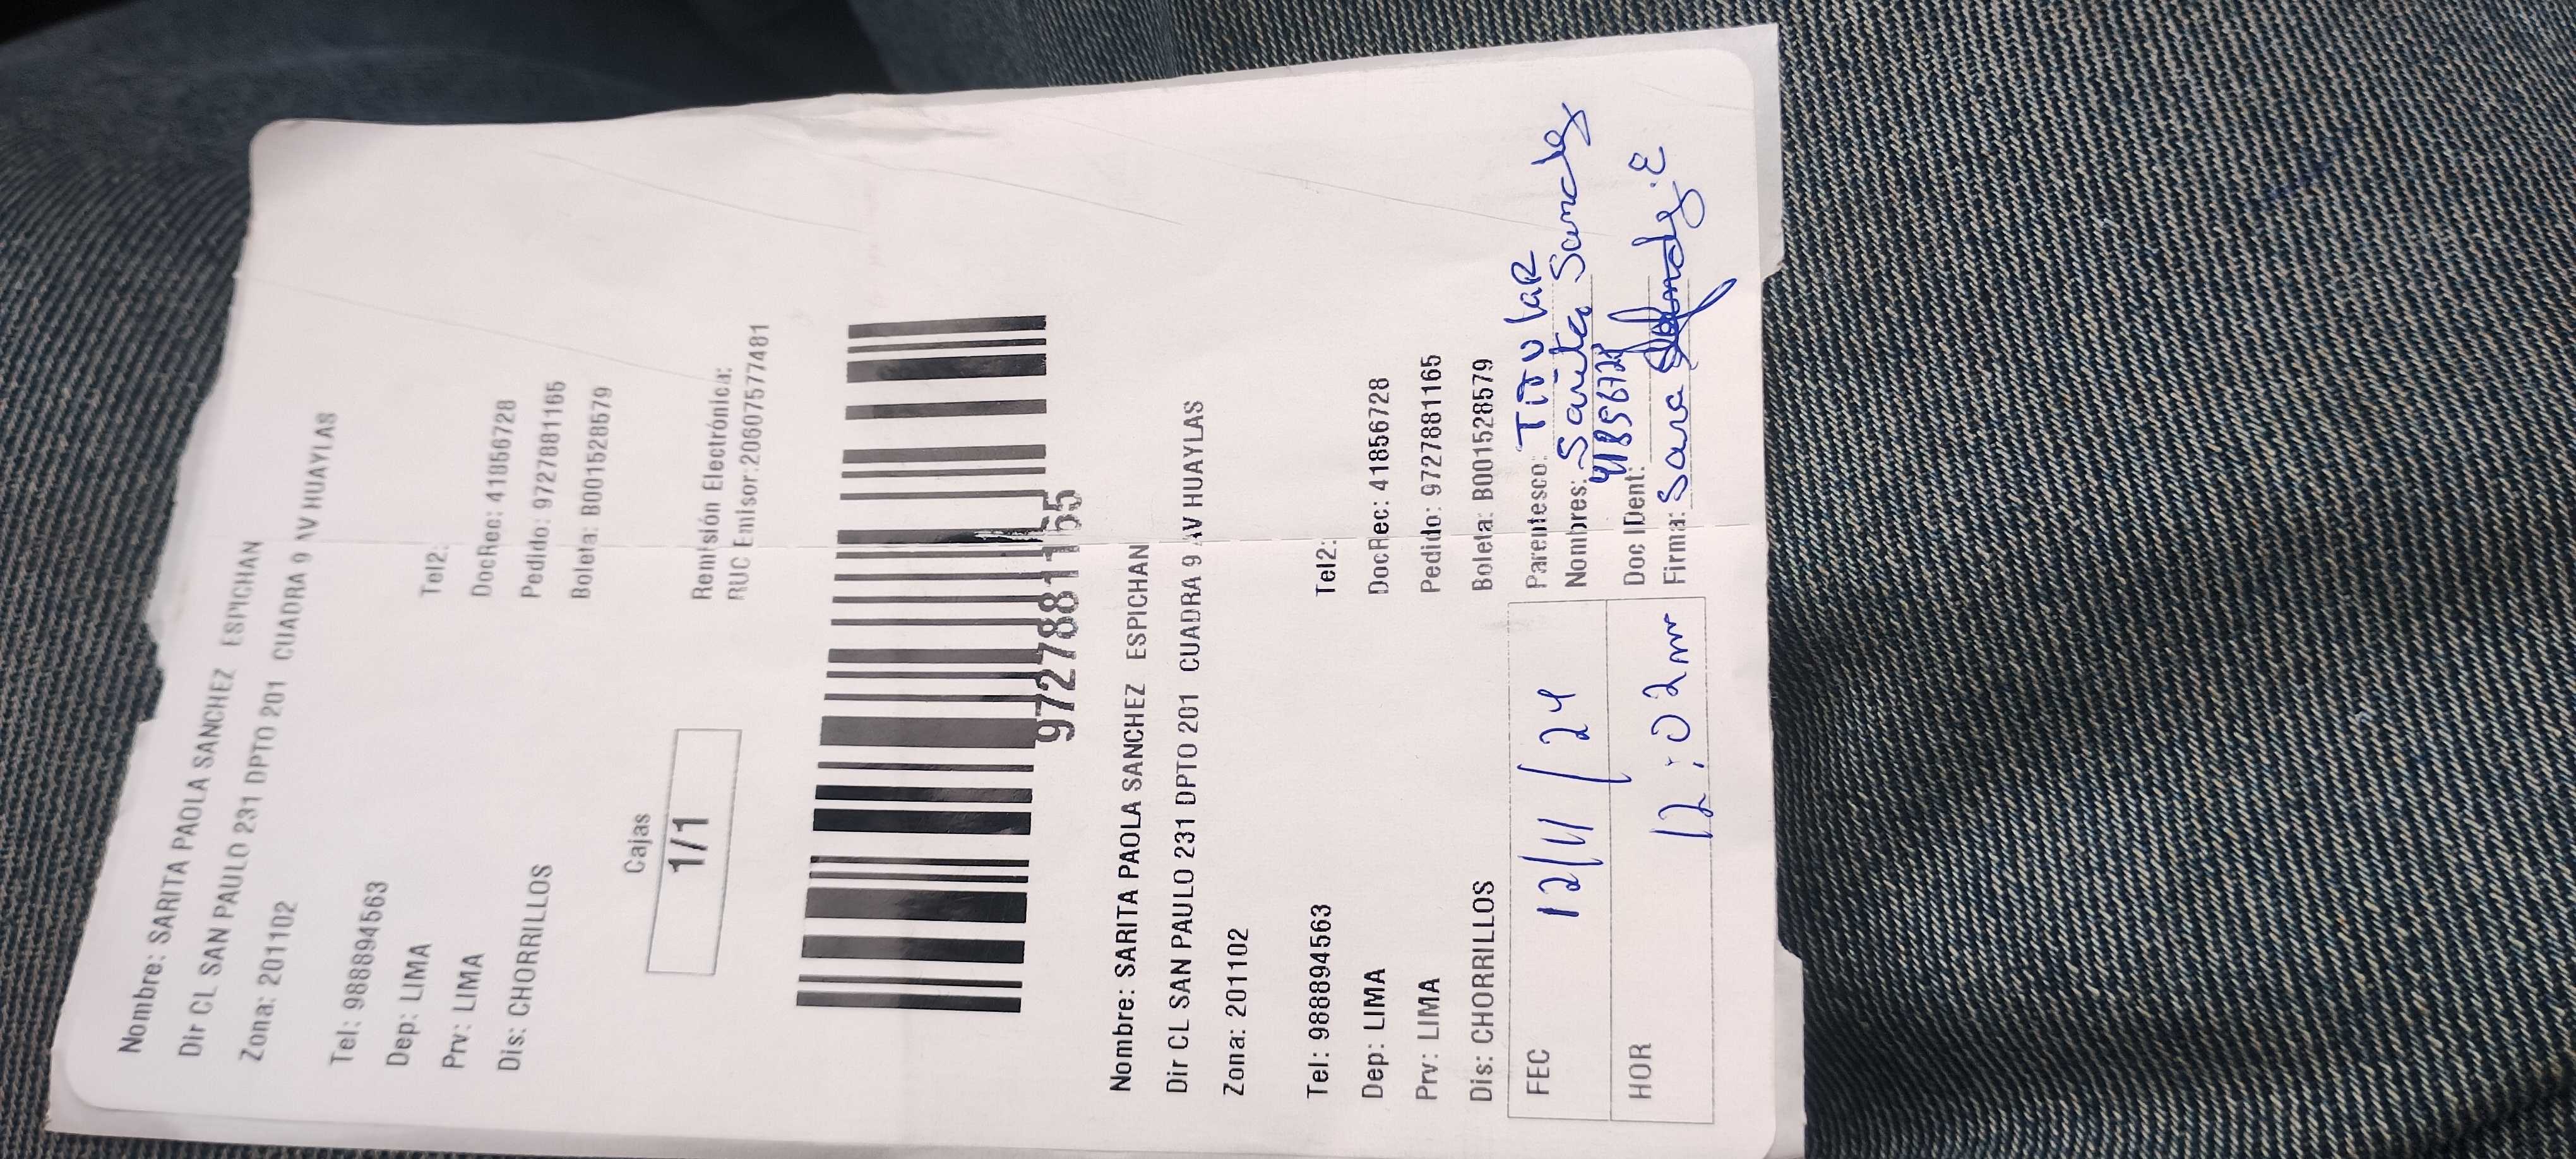 Nombre: SARITA PAOLA SANCHEZ ESPICHAN
Dir CL SAN PAULO 231 DPTO 201 CUADRA 9 AV HUAYLAS
Zona: 201102
Tel: 988894563 Tel2:
Dep: LIMA DocRec: 41856728
Prv: LIMA Pedido: 9727881165
Dis: CHORRILLOS Boleta: B001528579
Cajas
1/1
Remisión Electrónica:
RUC Emisor:20607577481
9727881165
Nombre: SARITA PAOLA SANCHEZ ESPICHAN
Dir CL SAN PAULO 231 DPTO 201 CUADRA 9 AV HUAYLAS
Zona: 201102
Tel: 988894563 Tel2:
Dep: LIMA DocRec: 41856728
Prv: LIMA Pedido: 9727881165
Dis: CHORRILLOS Boleta: B001528579
FEC 12/11/24
HOR 12:02
Parentesco: TITULAR
Nombres: Sarita Sanchez
Doc IDent: 41856728
Firma: Sara